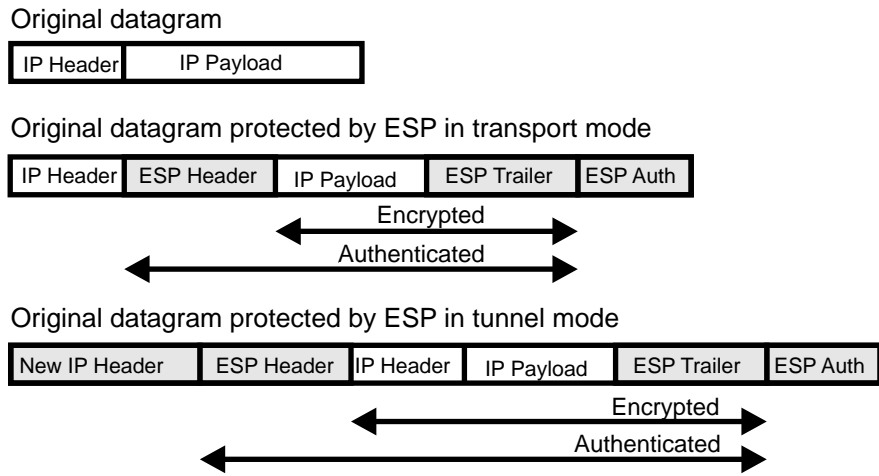 Original datagram
IP Header IP Payload
Original datagram protected by ESP in transport mode
IP Header ESP Header IP Payload ESP Trailer ESP Auth
Encrypted
Authenticated
Original datagram protected by ESP in tunnel mode
New IP Header ESP Header IP Header IP Payload ESP Trailer ESP Auth
Encrypted
Authenticated